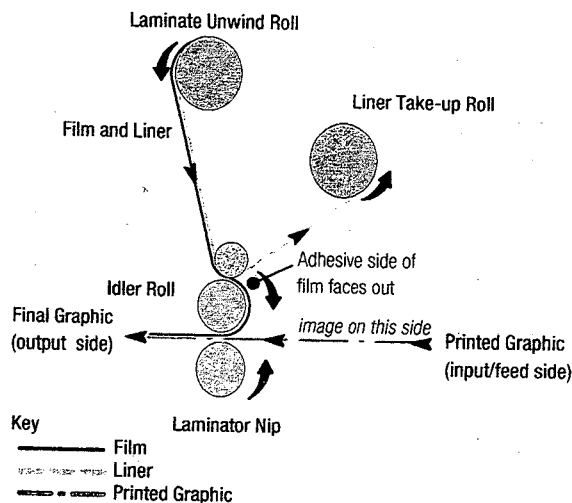 Laminate Unwind Roll
Liner Take-up Roll
Film and Liner
Adhesive side of
film faces out
Idler Roll
image on this side
Final Graphic
(output side)
Printed Graphic
(input/feed side)
Laminator Nip
Key
Film
Liner
Printed Graphic